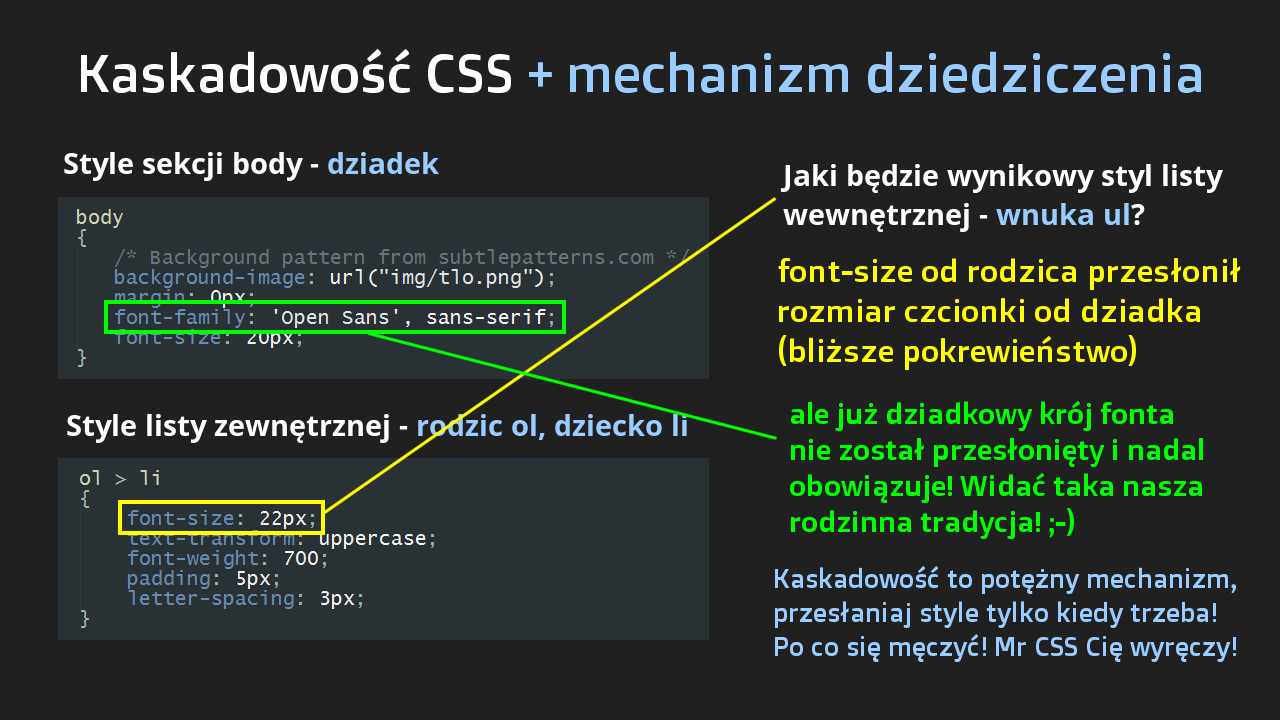 Kaskadowość CSS + mechanizm dziedziczenia
Style sekcji body - dziadek
body
{
/* Background pattern from subtlepatterns.com */
background-image: url("img/tlo.png");
margin: 0px;
font-family: 'Open Sans', sans-serif;
font-size: 20px;
}
Style listy zewnętrznej - rodzic ol, dziecko li
ol > li
{
font-size: 22px;
text-transform: uppercase;
font-weight: 700;
padding: 5px;
letter-spacing: 3px;
}
Jaki będzie wynikowy styl listy
wewnętrznej - wnuka ul?
font-size od rodzica przesłonił
rozmiar czcionki od dziadka
(bliższe pokrewieństwo)
ale już dziadkowy krój fonta
nie został przesłonięty i nadal
obowiązuje! Widać taka nasza
rodzinna tradycja! ;-)
Kaskadowość to potężny mechanizm,
przesłaniaj style tylko kiedy trzeba!
Po co się męczyć! Mr CSS Cię wyręczy!